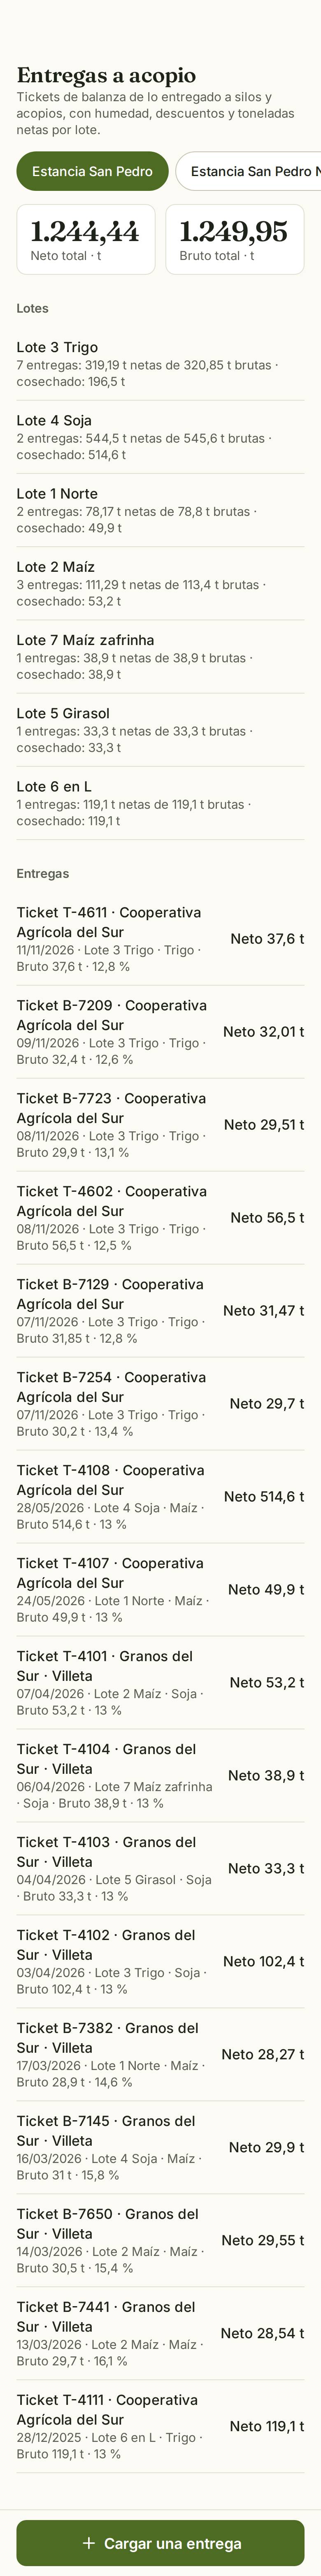 Entregas a acopio
Tickets de balanza de lo entregado a silos y
acopios, con humedad, descuentos y toneladas
netas por lote.
Estancia San Pedro
Estancia San Pedro N
1.244,44
Neto total · t
1.249,95
Bruto total · t
Lotes
Lote 3 Trigo
7 entregas: 319,19 t netas de 320,85 t brutas ·
cosechado: 196,5 t
Lote 4 Soja
2 entregas: 544,5 t netas de 545,6 t brutas ·
cosechado: 514,6 t
Lote 1 Norte
2 entregas: 78,17 t netas de 78,8 t brutas ·
cosechado: 49,9 t
Lote 2 Maíz
3 entregas: 111,29 t netas de 113,4 t brutas ·
cosechado: 53,2 t
Lote 7 Maíz zafrinha
1 entregas: 38,9 t netas de 38,9 t brutas ·
cosechado: 38,9 t
Lote 5 Girasol
1 entregas: 33,3 t netas de 33,3 t brutas ·
cosechado: 33,3 t
Lote 6 en L
1 entregas: 119,1 t netas de 119,1 t brutas ·
cosechado: 119,1 t
Entregas
Ticket T-4611 · Cooperativa
Agrícola del Sur
11/11/2026 · Lote 3 Trigo · Trigo ·
Bruto 37,6 t · 12,8 %
Neto 37,6 t
Ticket B-7209 · Cooperativa
Agrícola del Sur
09/11/2026 · Lote 3 Trigo · Trigo ·
Bruto 32,4 t · 12,6 %
Neto 32,01 t
Ticket B-7723 · Cooperativa
Agrícola del Sur
08/11/2026 · Lote 3 Trigo · Trigo ·
Bruto 29,9 t · 13,1 %
Neto 29,51 t
Ticket T-4602 · Cooperativa
Agrícola del Sur
08/11/2026 · Lote 3 Trigo · Trigo ·
Bruto 56,5 t · 12,5 %
Neto 56,5 t
Ticket B-7129 · Cooperativa
Agrícola del Sur
07/11/2026 · Lote 3 Trigo · Trigo ·
Bruto 31,85 t · 12,8 %
Neto 31,47 t
Ticket B-7254 · Cooperativa
Agrícola del Sur
07/11/2026 · Lote 3 Trigo · Trigo ·
Bruto 30,2 t · 13,4 %
Neto 29,7 t
Ticket T-4108 · Cooperativa
Agrícola del Sur
28/05/2026 · Lote 4 Soja · Maíz ·
Bruto 514,6 t · 13 %
Neto 514,6 t
Ticket T-4107 · Cooperativa
Agrícola del Sur
24/05/2026 · Lote 1 Norte · Maíz ·
Bruto 49,9 t · 13 %
Neto 49,9 t
Ticket T-4101 · Granos del
Sur · Villeta
07/04/2026 · Lote 2 Maíz · Soja ·
Bruto 53,2 t · 13 %
Neto 53,2 t
Ticket T-4104 · Granos del
Sur · Villeta
06/04/2026 · Lote 7 Maíz zafrinha
· Soja · Bruto 38,9 t · 13 %
Neto 38,9 t
Ticket T-4103 · Granos del
Sur · Villeta
04/04/2026 · Lote 5 Girasol · Soja
· Bruto 33,3 t · 13 %
Neto 33,3 t
Ticket T-4102 · Granos del
Sur · Villeta
03/04/2026 · Lote 3 Trigo · Soja ·
Bruto 102,4 t · 13 %
Neto 102,4 t
Ticket B-7382 · Granos del
Sur · Villeta
17/03/2026 · Lote 1 Norte · Maíz ·
Bruto 28,9 t · 14,6 %
Neto 28,27 t
Ticket B-7145 · Granos del
Sur · Villeta
16/03/2026 · Lote 4 Soja · Maíz ·
Bruto 31 t · 15,8 %
Neto 29,9 t
Ticket B-7650 · Granos del
Sur · Villeta
14/03/2026 · Lote 2 Maíz · Maíz ·
Bruto 30,5 t · 15,4 %
Neto 29,55 t
Ticket B-7441 · Granos del
Sur · Villeta
13/03/2026 · Lote 2 Maíz · Maíz ·
Bruto 29,7 t · 16,1 %
Neto 28,54 t
Ticket T-4111 · Cooperativa
Agrícola del Sur
28/12/2025 · Lote 6 en L · Trigo ·
Bruto 119,1 t · 13 %
Neto 119,1 t
+ Cargar una entrega